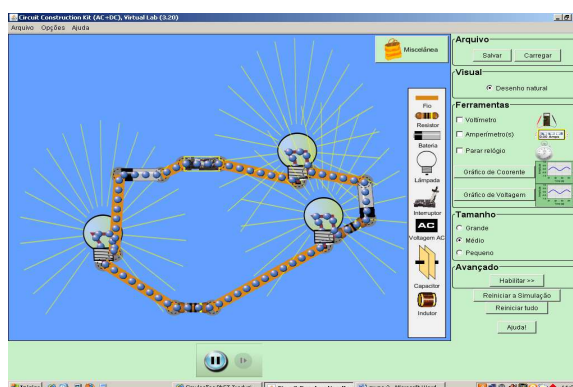 Circuit Construction Kit (AC+DC), Virtual Lab (3.20)
Arquivo Opções Ajuda
Miscelânea
Fio
Resistor
Bateria
Lâmpada
Interruptor
AC
Voltagem AC
Capacitor
Indutor
Arquivo
Salvar Carregar
Visual
Desenho natural
Ferramentas
Voltímetro
Amperímetro(s)
Parar relógio
Gráfico de Coorente
Gráfico de Voltagem
Tamanho
Grande
Médio
Pequeno
Avançado
Habilitar >>
Reiniciar a Simulação
Reiniciar tudo
Ajuda!